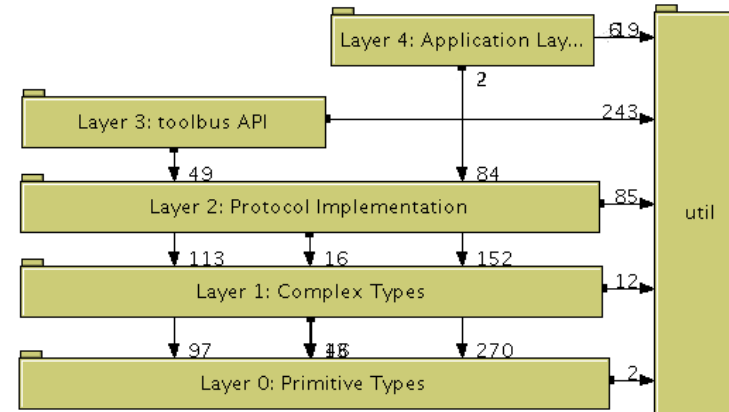 Layer 4: Application Lay...
19
2
Layer 3: toolbus API
243
49
84
Layer 2: Protocol Implementation
85
util
113
16
152
Layer 1: Complex Types
12
97
270
Layer 0: Primitive Types
2